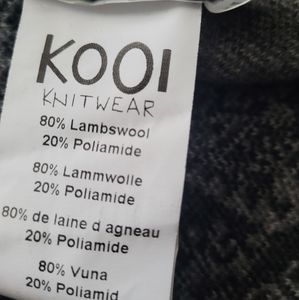 KOOI
KNITWEAR
80% Lambswool
20% Poliamide
80% Lammwolle
20% Poliamide
80% de laine d agneau
20% Poliamide
80% Vuna
20% Poliamid